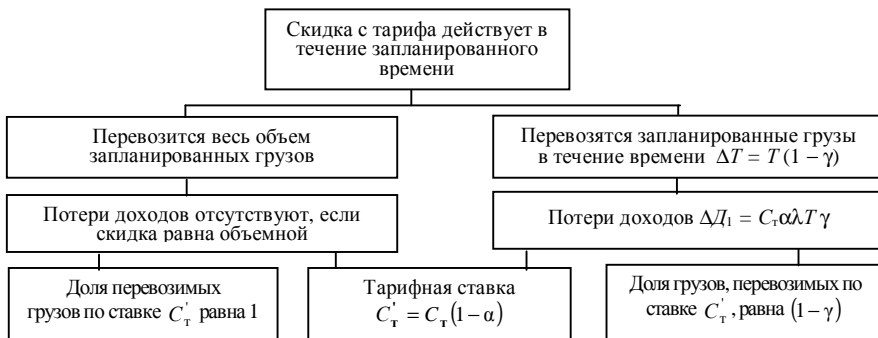 Скидка с тарифа действует в
течение запланированного
времени
Перевозится весь объем
запланированных грузов
Перевозятся запланированные грузы
в течение времени ΔT = T (1 − γ)
Потери доходов отсутствуют, если
скидка равна объемной
Потери доходов ΔД₁ = Cтαλ T γ
Доля перевозимых
грузов по ставке C'т равна 1
Тарифная ставка
C'т = Cт(1 − α)
Доля грузов, перевозимых по
ставке C'т, равна (1 − γ)